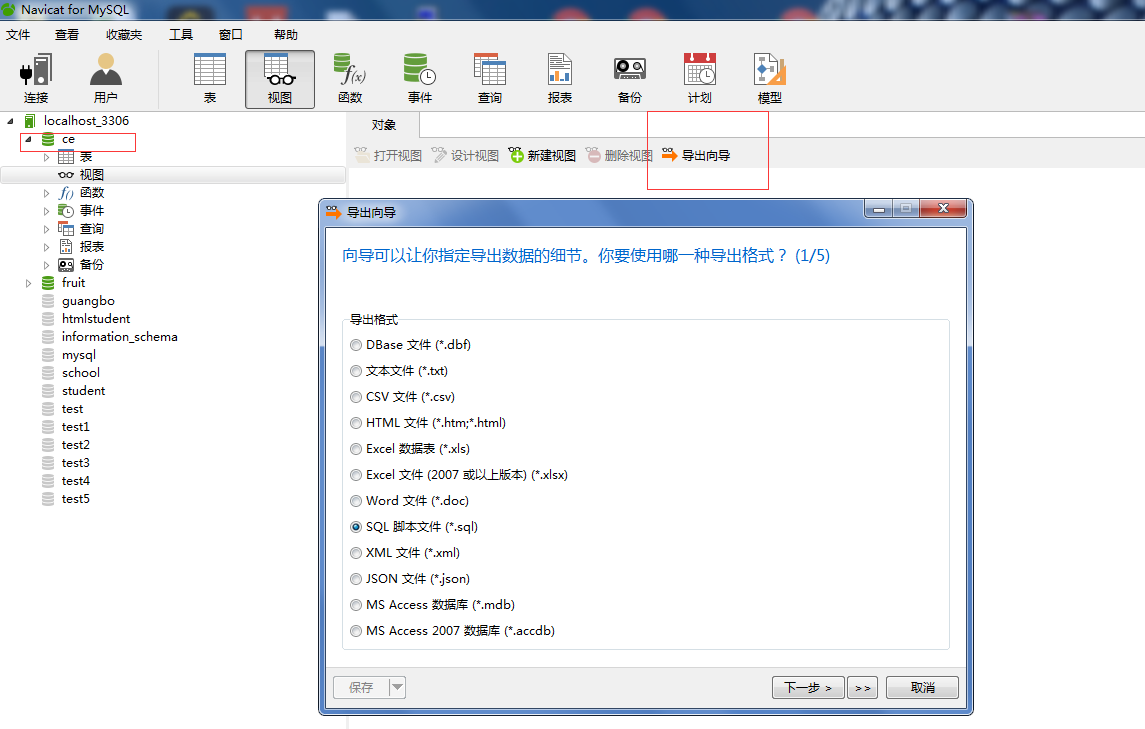 Navicat for MySQL
文件 查看 收藏夹 工具 窗口 帮助
连接 用户 表 视图 函数 事件 查询 报表 备份 计划 模型
localhost_3306
ce
表
视图
函数
事件
查询
报表
备份
fruit
guangbo
htmlstudent
information_schema
mysql
school
student
test
test1
test2
test3
test4
test5
对象
打开视图 设计视图 新建视图 删除视图 导出向导
导出向导
向导可以让你指定导出数据的细节。你要使用哪一种导出格式？ (1/5)
导出格式
DBase 文件 (*.dbf)
文本文件 (*.txt)
CSV 文件 (*.csv)
HTML 文件 (*.htm;*.html)
Excel 数据表 (*.xls)
Excel 文件 (2007 或以上版本) (*.xlsx)
Word 文件 (*.doc)
SQL 脚本文件 (*.sql)
XML 文件 (*.xml)
JSON 文件 (*.json)
MS Access 数据库 (*.mdb)
MS Access 2007 数据库 (*.accdb)
保存 下一步 > >> 取消